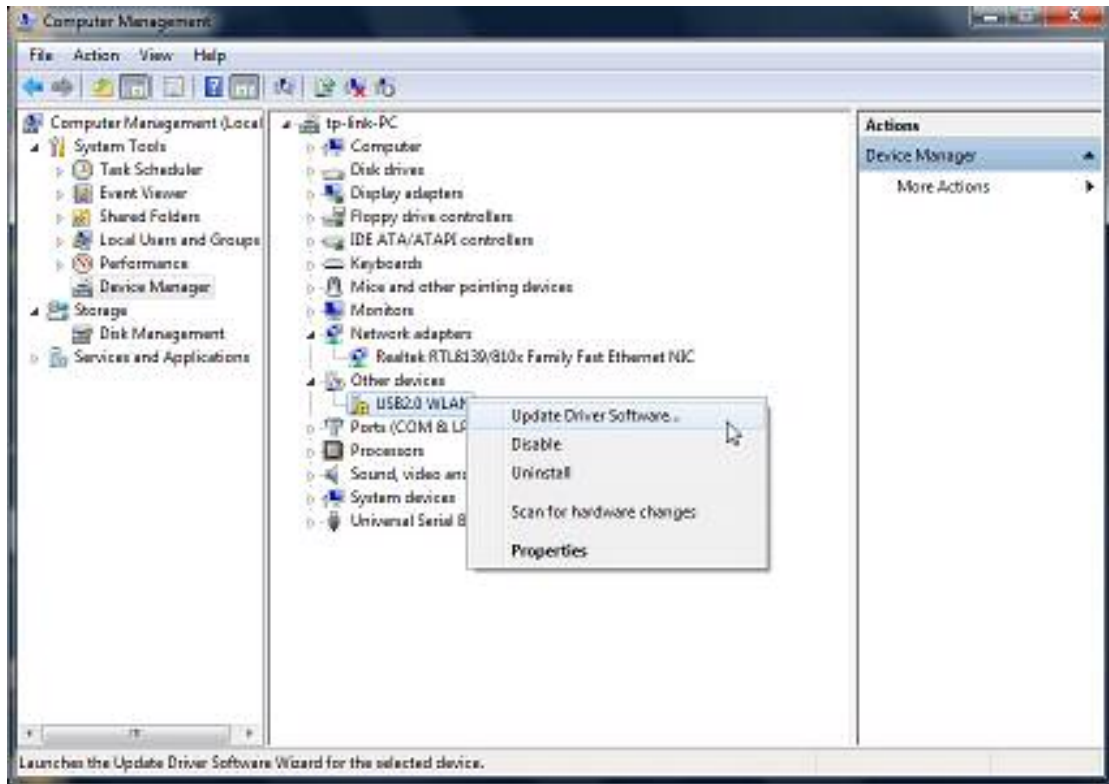 Computer Management
File Action View Help
Computer Management (Local
System Tools
Task Scheduler
Event Viewer
Shared Folders
Local Users and Groups
Performance
Device Manager
Storage
Disk Management
Services and Applications
tp-link-PC
Computer
Disk drives
Display adapters
Floppy drive controllers
IDE ATA/ATAPI controllers
Keyboards
Mice and other pointing devices
Monitors
Network adapters
Realtek RTL8139/810x Family Fast Ethernet NIC
Other devices
USB2.0 WLAN
Ports (COM & LP
Processors
Sound, video and
System devices
Universal Serial B
Update Driver Software...
Disable
Uninstall
Scan for hardware changes
Properties
Actions
Device Manager
More Actions
Launches the Update Driver Software Wizard for the selected device.